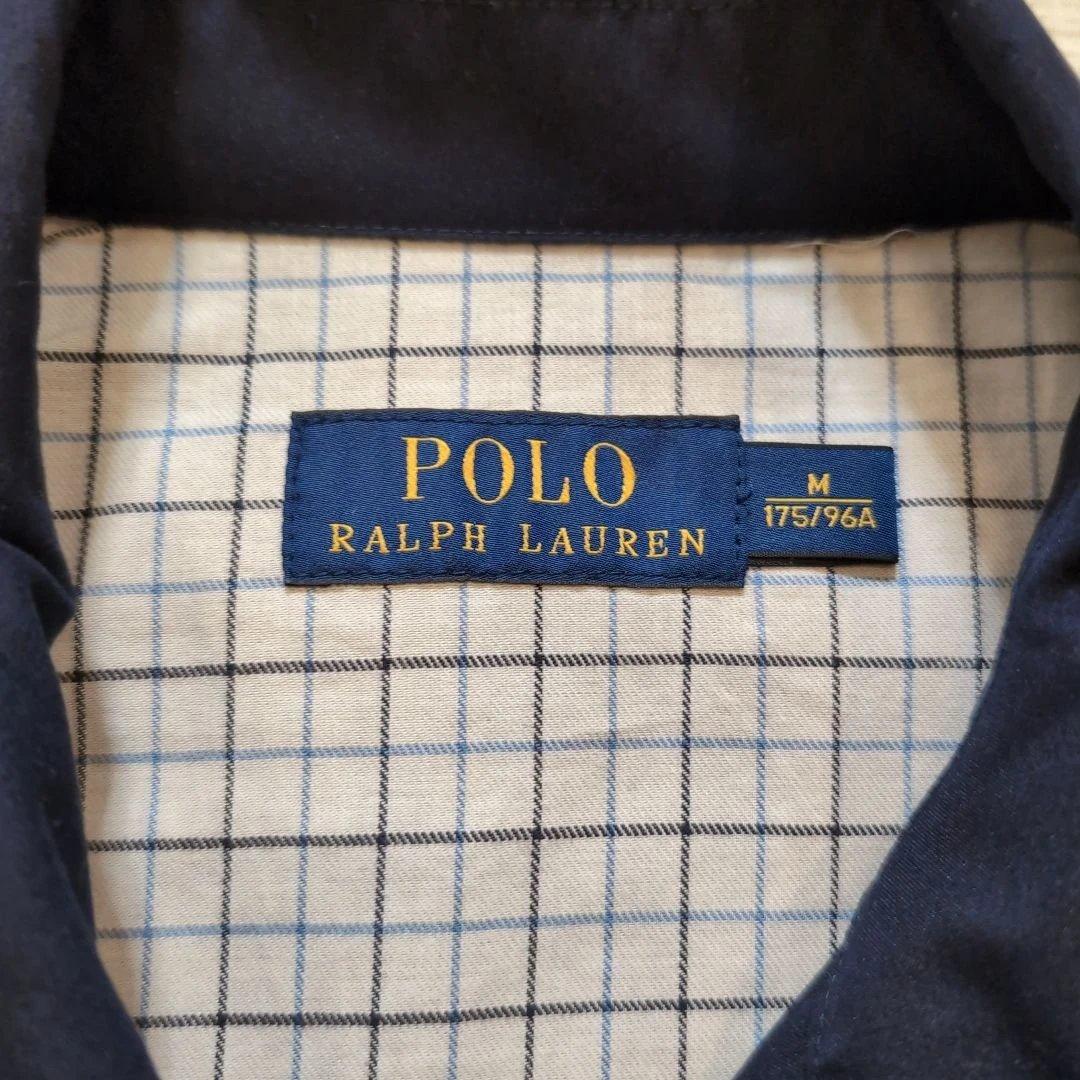 POLO
RALPH LAUREN
M
175/96A